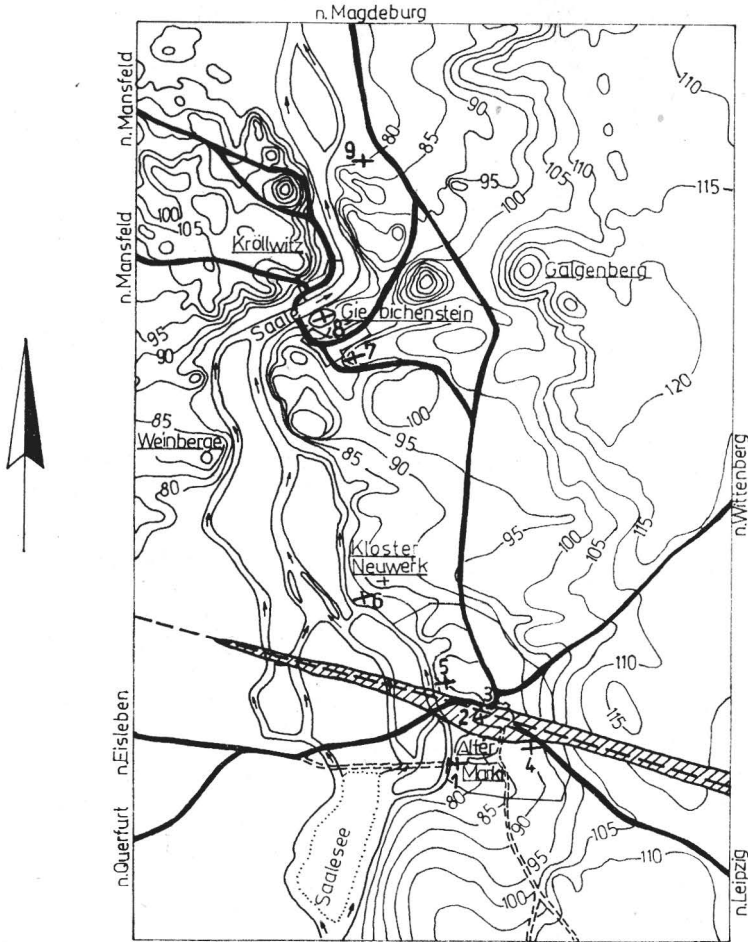 n. Magdeburg
n. Mansfeld
n. Mansfeld
n. Eisleben
n. Querfurt
n. Wittenberg
n. Leipzig
110
90
80
85
9
95
110
105
100
115
100
105
Kröllwitz
Galgenberg
Saale
Giebichenstein
8
7
95
90
120
100
95
85
85
90
Weinberge
80
95
100
105
115
Kloster
Neuwerk
6
110
5
3
115
2
Alter
Markt
1
4
80
85
90
105
95
100
110
Saalesee